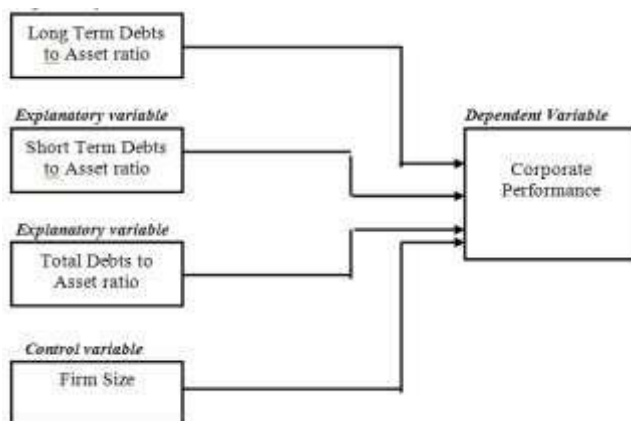 Long Term Debts
to Asset ratio
Explanatory variable
Short Term Debts
to Asset ratio
Dependent Variable
Corporate
Performance
Explanatory variable
Total Debts to
Asset ratio
Control variable
Firm Size